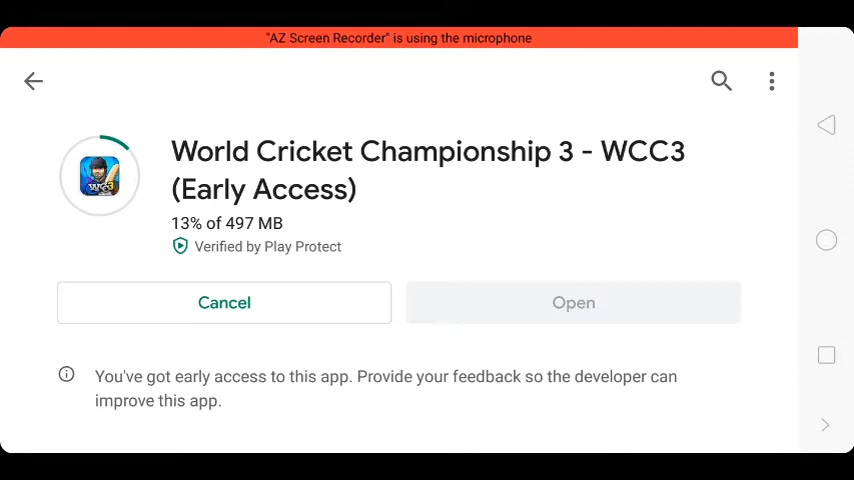 "AZ Screen Recorder" is using the microphone
World Cricket Championship 3 - WCC3
(Early Access)
WCC3
13% of 497 MB
Verified by Play Protect
Cancel
Open
You've got early access to this app. Provide your feedback so the developer can
improve this app.